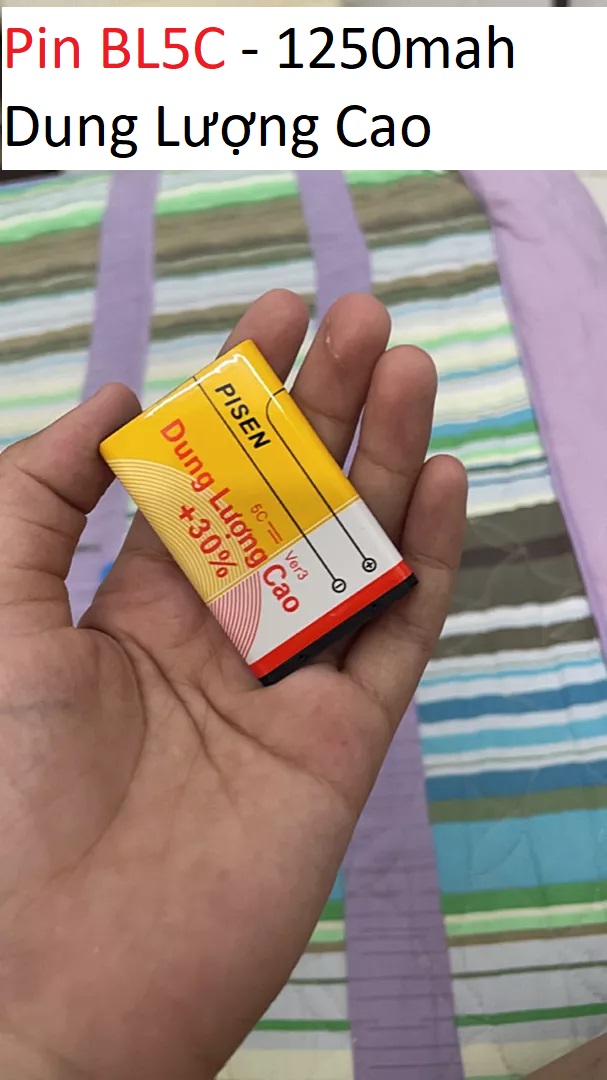 Pin BL5C - 1250mah
Dung Lượng Cao
PISEN
Dung Lượng Cao
+30%
5C
Ver3